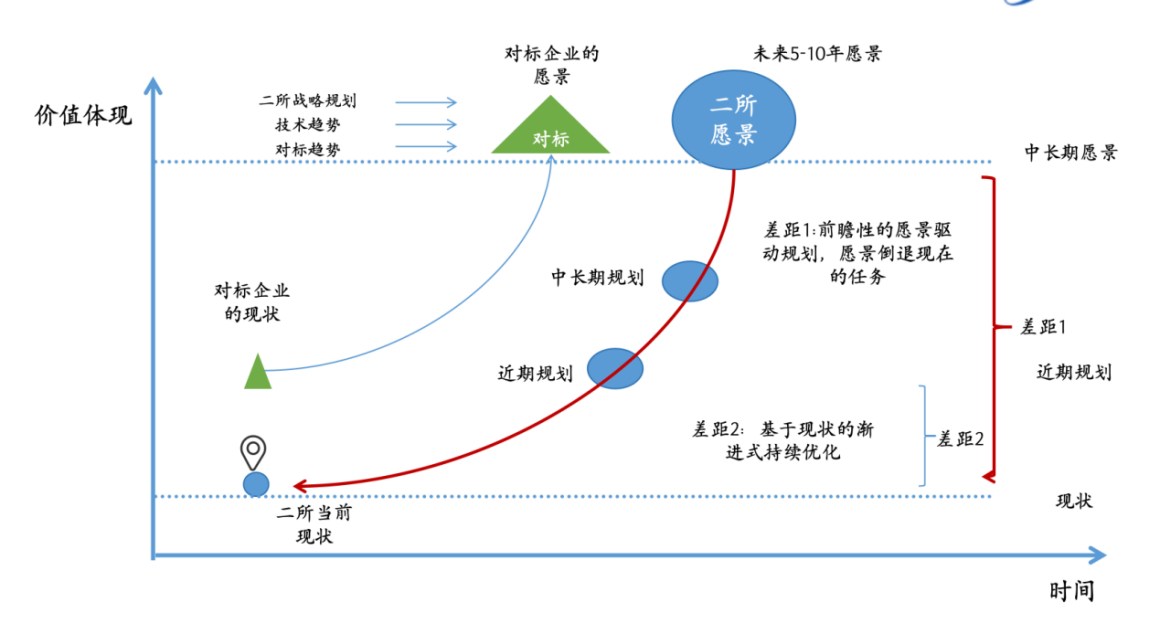 对标企业的
愿景
未来5-10年愿景
价值体现
二所战略规划
技术趋势
对标趋势
对标
二所
愿景
中长期愿景
差距1:前瞻性的愿景驱
动规划，愿景倒退现在
的任务
中长期规划
对标企业
的现状
差距1
近期规划
近期规划
差距2：基于现状的渐
进式持续优化
差距2
现状
二所当前
现状
时间